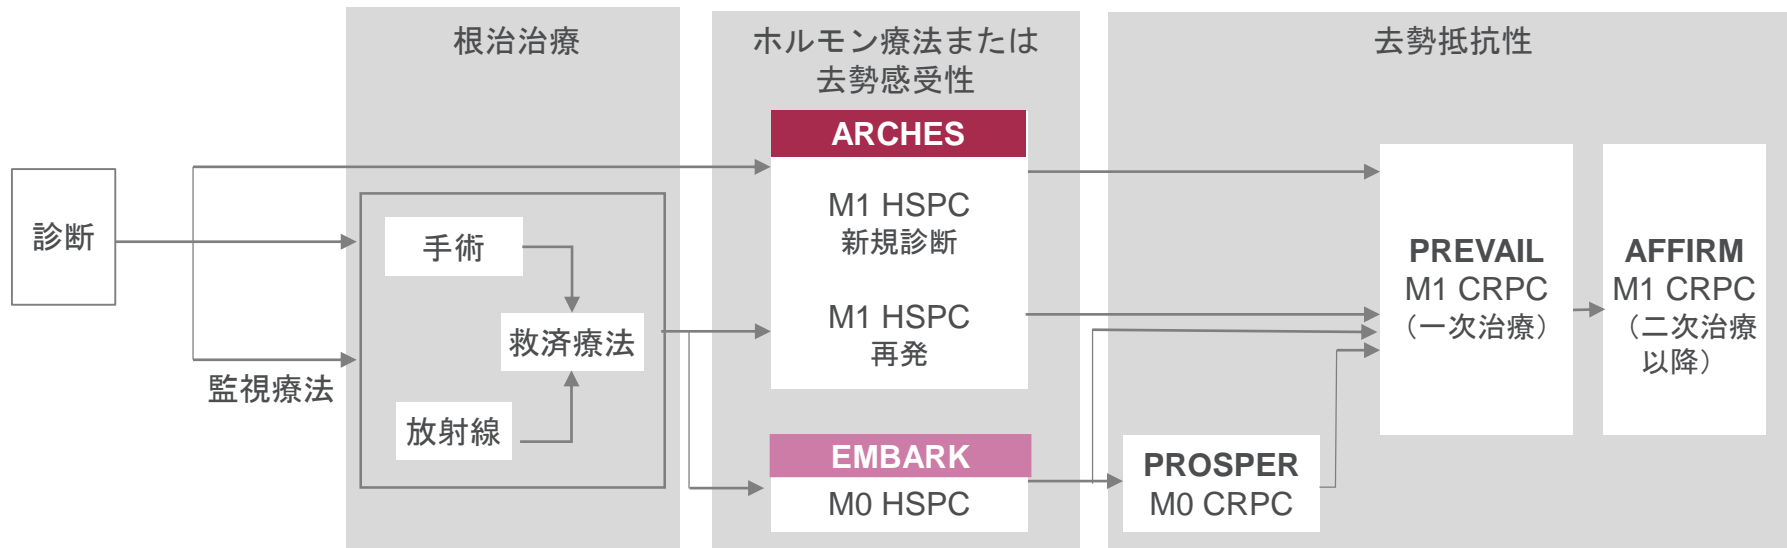 根治治療
ホルモン療法または
去勢感受性
去勢抵抗性
診断
監視療法
手術
救済療法
放射線
ARCHES
M1 HSPC
新規診断
M1 HSPC
再発
EMBARK
M0 HSPC
PROSPER
M0 CRPC
PREVAIL
M1 CRPC
（一次治療）
AFFIRM
M1 CRPC
（二次治療
以降）